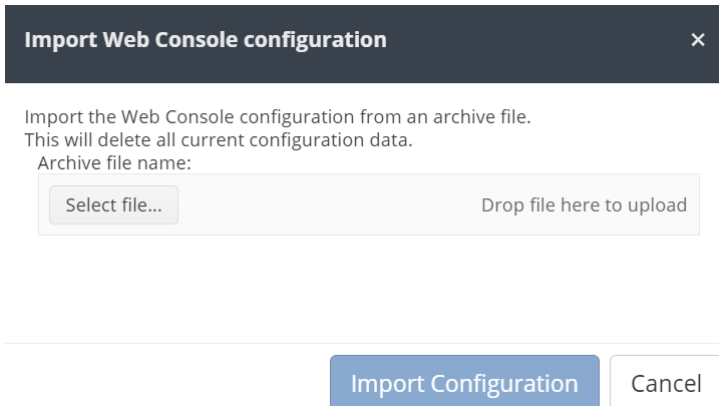 Import Web Console configuration ×
Import the Web Console configuration from an archive file.
This will delete all current configuration data.
Archive file name:
Select file... Drop file here to upload
Import Configuration Cancel